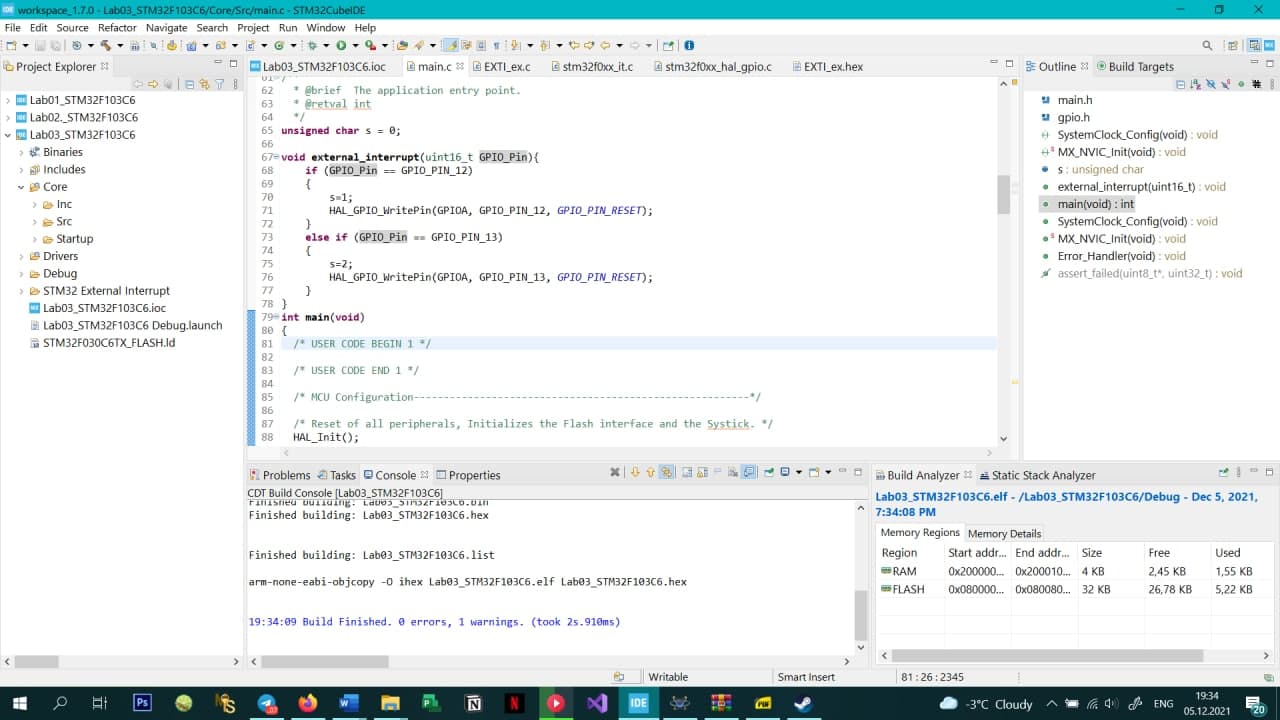 workspace_1.7.0 - Lab03_STM32F103C6/Core/Src/main.c - STM32CubeIDE
File Edit Source Refactor Navigate Search Project Run Window Help
Project Explorer
Lab01_STM32F103C6
Lab02._STM32F103C6
Lab03_STM32F103C6
Binaries
Includes
Core
Inc
Src
Startup
Drivers
Debug
STM32 External Interrupt
Lab03_STM32F103C6.ioc
Lab03_STM32F103C6 Debug.launch
STM32F030C6TX_FLASH.ld
Lab03_STM32F103C6.ioc main.c EXTI_ex.c stm32f0xx_it.c stm32f0xx_hal_gpio.c EXTI_ex.hex
61 /*
62 * @brief The application entry point.
63 * @retval int
64 */
65 unsigned char s = 0;
66
67 void external_interrupt(uint16_t GPIO_Pin){
68 if (GPIO_Pin == GPIO_PIN_12)
69 {
70 s=1;
71 HAL_GPIO_WritePin(GPIOA, GPIO_PIN_12, GPIO_PIN_RESET);
72 }
73 else if (GPIO_Pin == GPIO_PIN_13)
74 {
75 s=2;
76 HAL_GPIO_WritePin(GPIOA, GPIO_PIN_13, GPIO_PIN_RESET);
77 }
78 }
79 int main(void)
80 {
81 /* USER CODE BEGIN 1 */
82
83 /* USER CODE END 1 */
84
85 /* MCU Configuration--------------------------------------------------------*/
86
87 /* Reset of all peripherals, Initializes the Flash interface and the Systick. */
88 HAL_Init();
Outline Build Targets
main.h
gpio.h
SystemClock_Config(void) : void
MX_NVIC_Init(void) : void
s : unsigned char
external_interrupt(uint16_t) : void
main(void) : int
SystemClock_Config(void) : void
MX_NVIC_Init(void) : void
Error_Handler(void) : void
assert_failed(uint8_t*, uint32_t) : void
Problems Tasks Console Properties
CDT Build Console [Lab03_STM32F103C6]
Finished building: Lab03_STM32F103C6.bin
Finished building: Lab03_STM32F103C6.hex
Finished building: Lab03_STM32F103C6.list
arm-none-eabi-objcopy -O ihex Lab03_STM32F103C6.elf Lab03_STM32F103C6.hex
19:34:09 Build Finished. 0 errors, 1 warnings. (took 2s.910ms)
Build Analyzer Static Stack Analyzer
Lab03_STM32F103C6.elf - /Lab03_STM32F103C6/Debug - Dec 5, 2021,
7:34:08 PM
Memory Regions Memory Details
Region Start addr... End addr... Size Free Used
RAM 0x200000... 0x200010... 4 KB 2,45 KB 1,55 KB
FLASH 0x080000... 0x080080... 32 KB 26,78 KB 5,22 KB
Writable Smart Insert 81 : 26 : 2345
Ps N IDE -3°C Cloudy ENG 19:34
05.12.2021 20